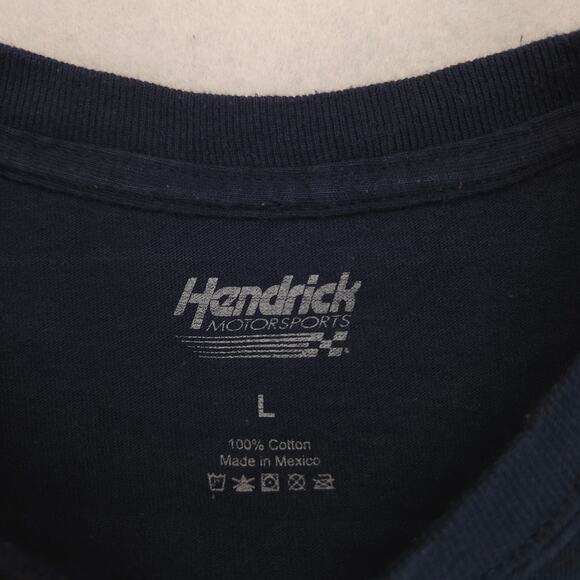 Hendrick
MOTORSPORTS
L
100% Cotton
Made in Mexico